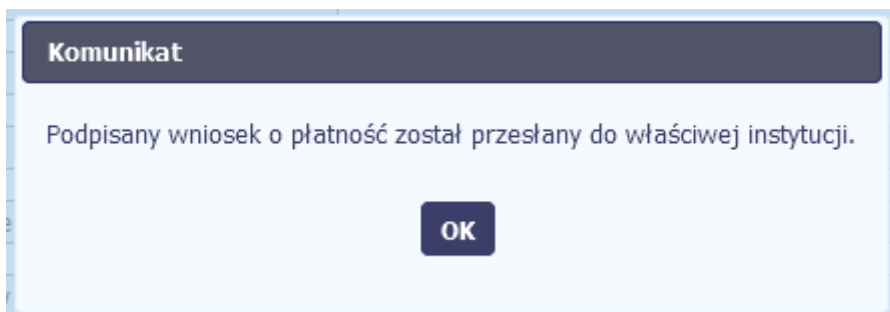 Komunikat
Podpisany wniosek o płatność został przesłany do właściwej instytucji.
OK